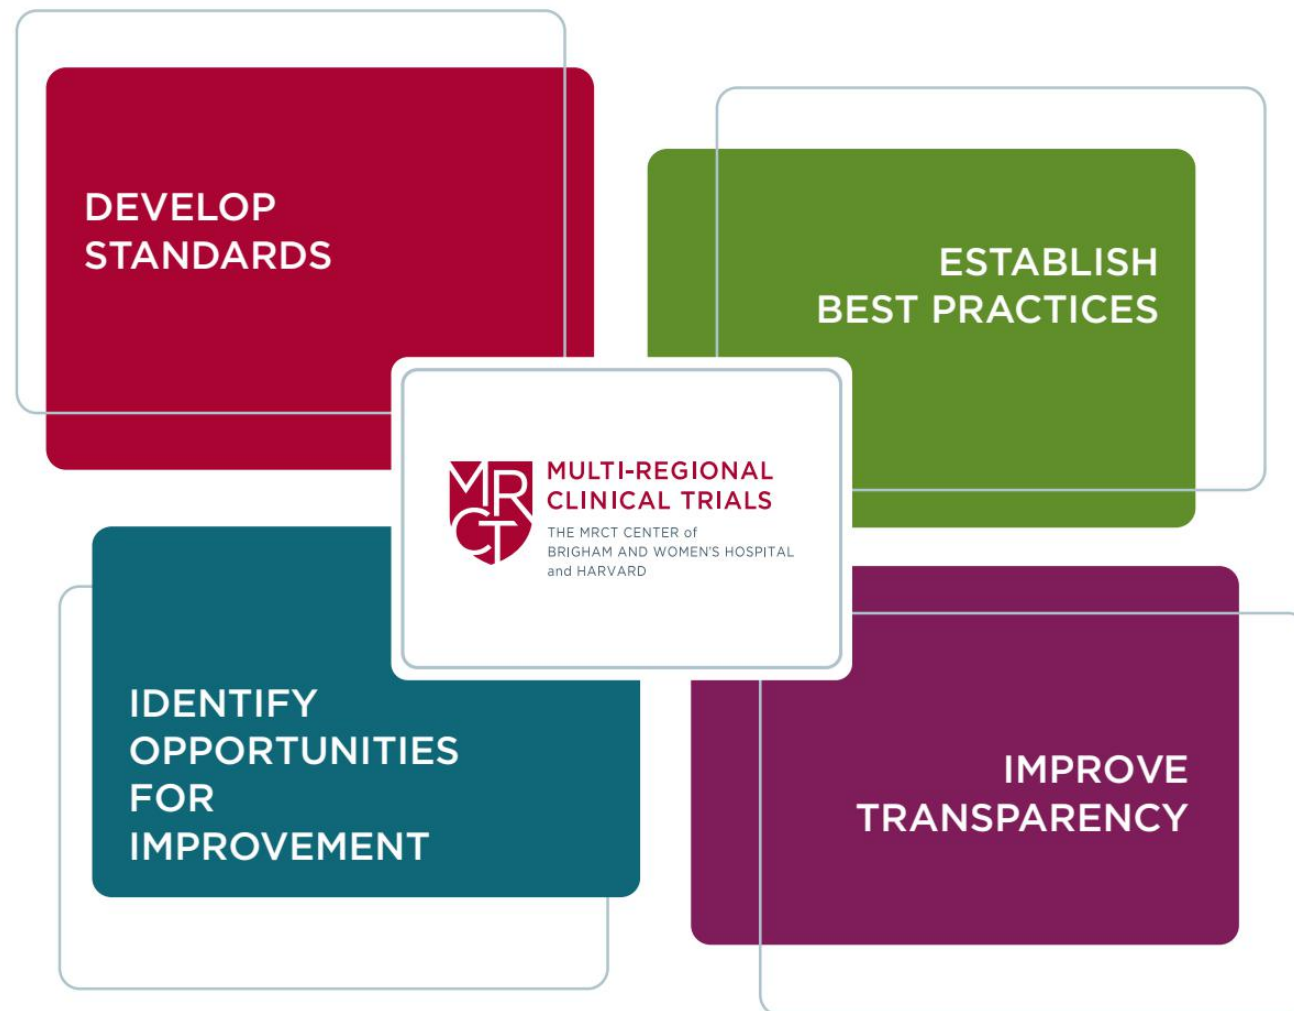 DEVELOP
STANDARDS
ESTABLISH
BEST PRACTICES
MRCT
MULTI-REGIONAL
CLINICAL TRIALS
THE MRCT CENTER of
BRIGHAM AND WOMEN'S HOSPITAL
and HARVARD
IDENTIFY
OPPORTUNITIES
FOR
IMPROVEMENT
IMPROVE
TRANSPARENCY